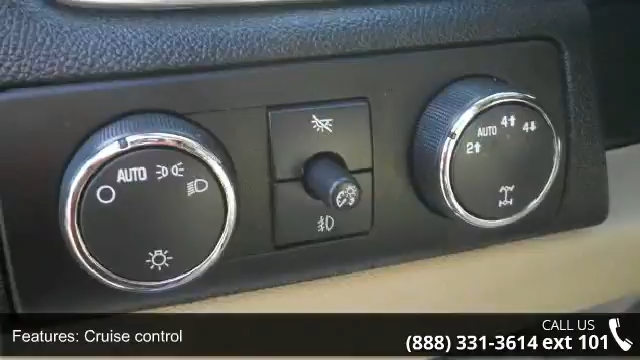 AUTO
AUTO
2
4
4
Features: Cruise control
CALL US
(888) 331-3614 ext 101